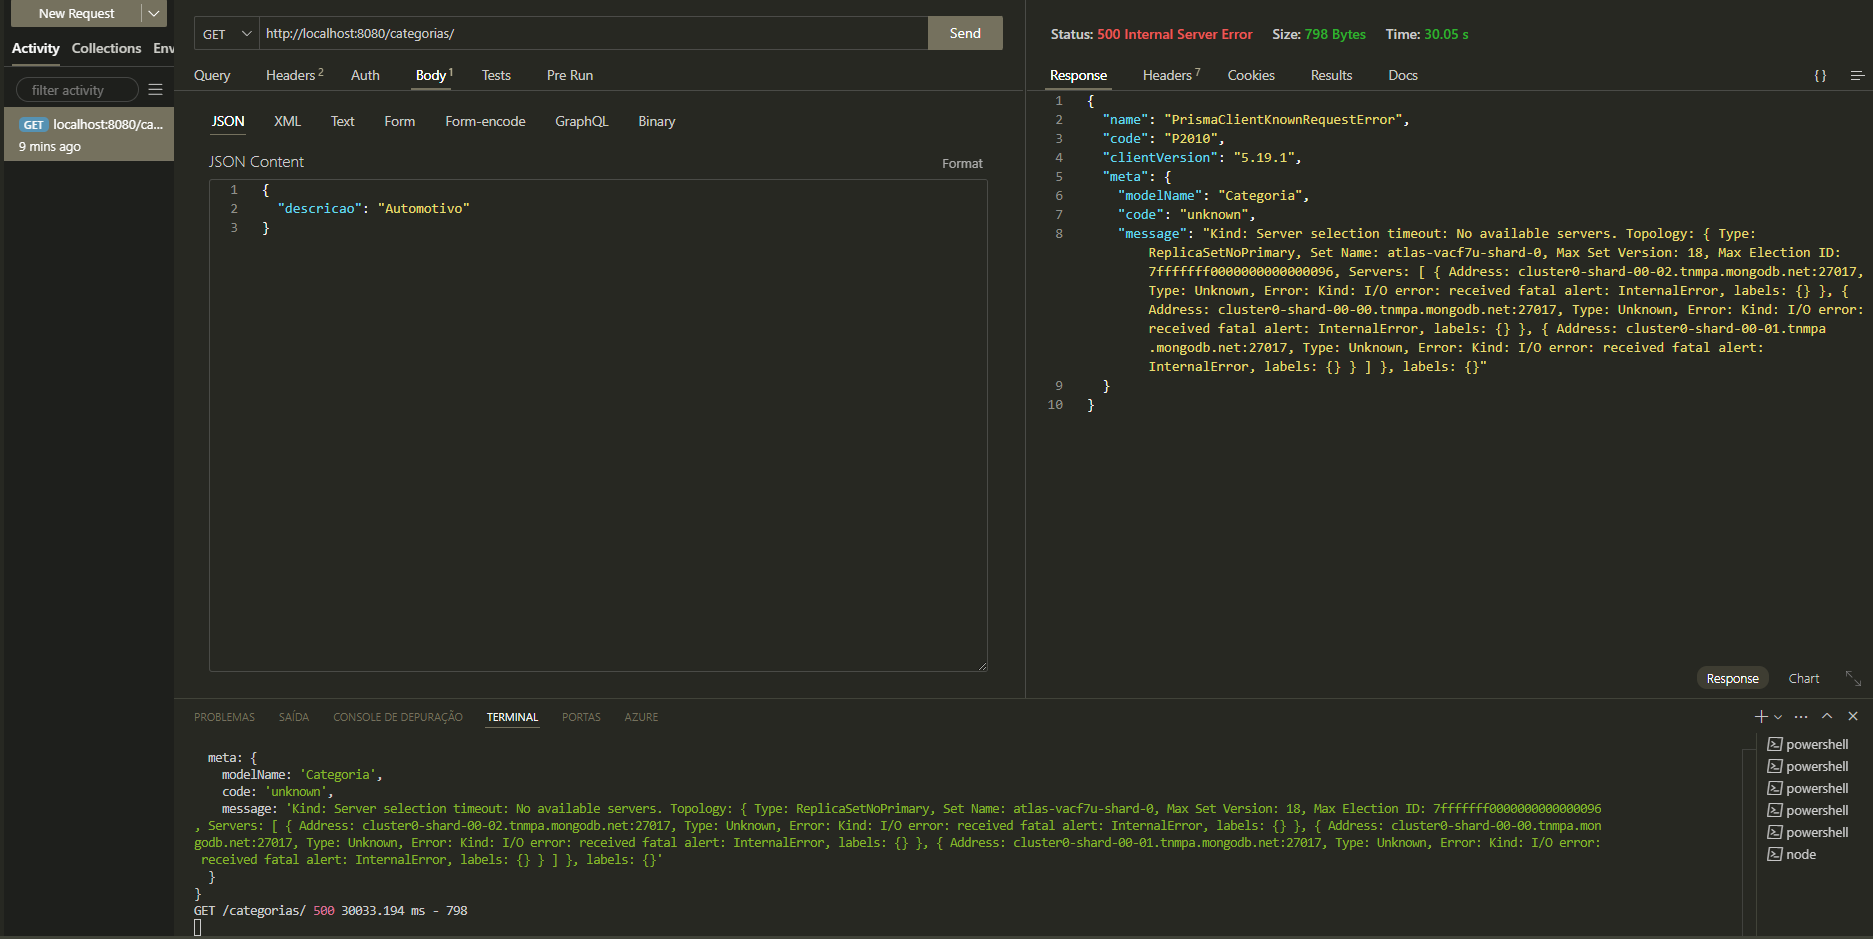 New Request
Activity Collections Env
filter activity
GET localhost:8080/ca...
9 mins ago
GET http://localhost:8080/categorias/ Send
Query Headers 2 Auth Body 1 Tests Pre Run
JSON XML Text Form Form-encode GraphQL Binary
JSON Content Format
1 {
2 "descricao": "Automotivo"
3 }
Status: 500 Internal Server Error Size: 798 Bytes Time: 30.05 s
Response Headers 7 Cookies Results Docs {}
1 {
2 "name": "PrismaClientKnownRequestError",
3 "code": "P2010",
4 "clientVersion": "5.19.1",
5 "meta": {
6 "modelName": "Categoria",
7 "code": "unknown",
8 "message": "Kind: Server selection timeout: No available servers. Topology: { Type:
ReplicaSetNoPrimary, Set Name: atlas-vacf7u-shard-0, Max Set Version: 18, Max Election ID:
7fffffff0000000000000096, Servers: [ { Address: cluster0-shard-00-02.tnmpa.mongodb.net:27017,
Type: Unknown, Error: Kind: I/O error: received fatal alert: InternalError, labels: {} }, {
Address: cluster0-shard-00-00.tnmpa.mongodb.net:27017, Type: Unknown, Error: Kind: I/O error:
received fatal alert: InternalError, labels: {} }, { Address: cluster0-shard-00-01.tnmpa
.mongodb.net:27017, Type: Unknown, Error: Kind: I/O error: received fatal alert:
InternalError, labels: {} } ] }, labels: {}"
9 }
10 }
Response Chart
PROBLEMAS SAÍDA CONSOLE DE DEPURAÇÃO TERMINAL PORTAS AZURE
meta: {
modelName: 'Categoria',
code: 'unknown',
message: 'Kind: Server selection timeout: No available servers. Topology: { Type: ReplicaSetNoPrimary, Set Name: atlas-vacf7u-shard-0, Max Set Version: 18, Max Election ID: 7fffffff0000000000000096
, Servers: [ { Address: cluster0-shard-00-02.tnmpa.mongodb.net:27017, Type: Unknown, Error: Kind: I/O error: received fatal alert: InternalError, labels: {} }, { Address: cluster0-shard-00-00.tnmpa.mon
godb.net:27017, Type: Unknown, Error: Kind: I/O error: received fatal alert: InternalError, labels: {} }, { Address: cluster0-shard-00-01.tnmpa.mongodb.net:27017, Type: Unknown, Error: Kind: I/O error:
received fatal alert: InternalError, labels: {} } ] }, labels: {}'
}
}
GET /categorias/ 500 30033.194 ms - 798
powershell
powershell
powershell
powershell
powershell
node